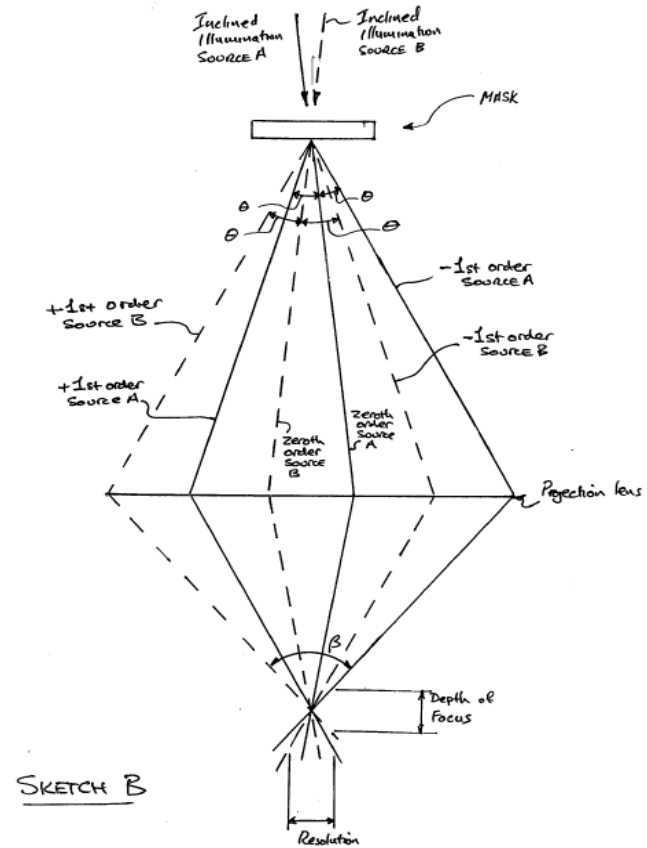 Inclined
Illumination
SOURCE A
Inclined
Illumination
SOURCE B
MASK
θ
θ
θ
θ
-1st order
Source A
+1st order
Source B
-1st order
Source B
+1st order
Source A
Zeroth
order
Source
B
Zeroth
order
Source
A
Projection lens
β
Depth of
Focus
SKETCH B
Resolution